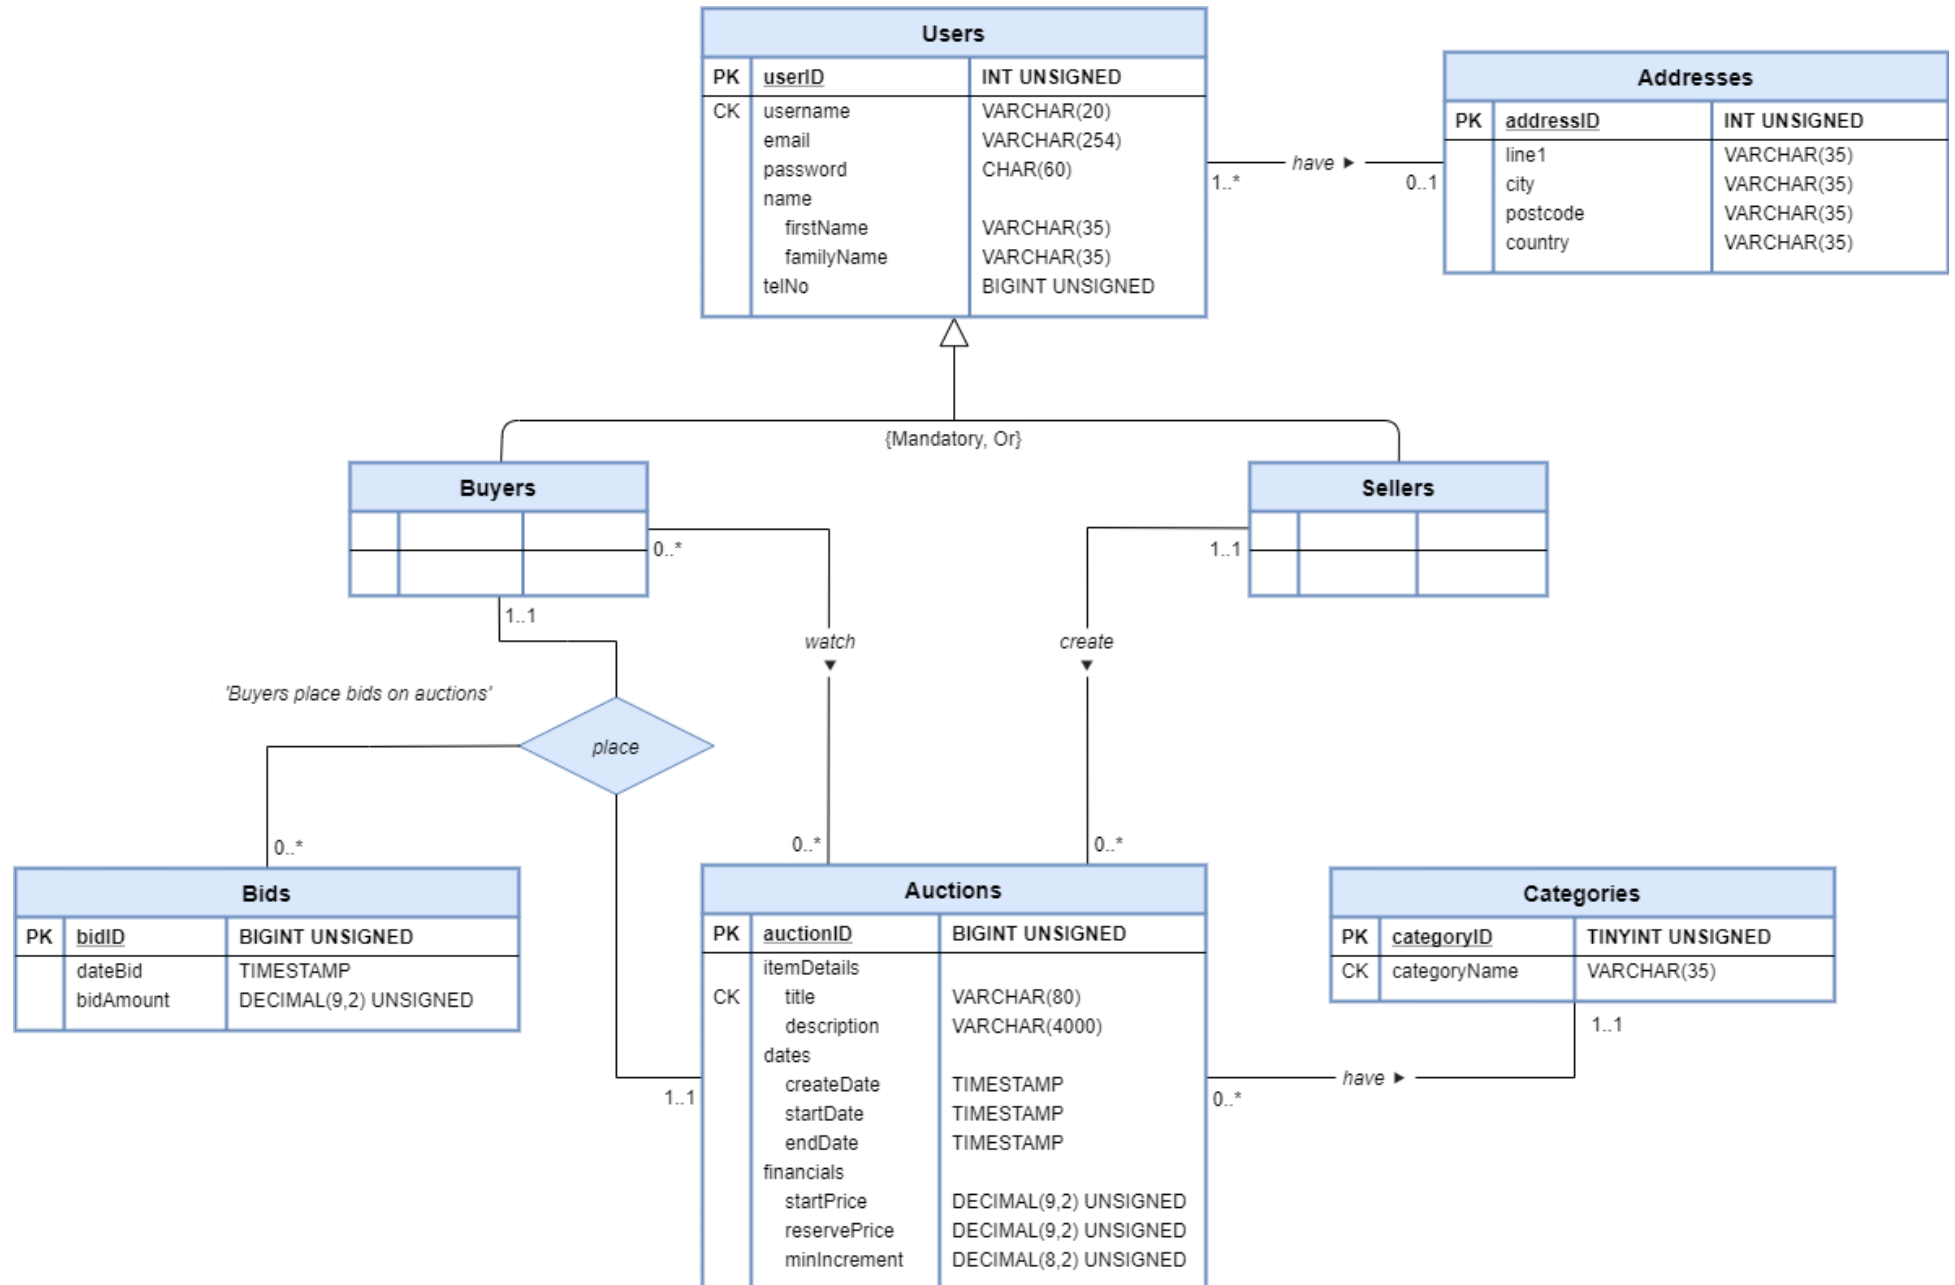 Users
PK userID INT UNSIGNED
CK username VARCHAR(20)
email VARCHAR(254)
password CHAR(60)
name
firstName VARCHAR(35)
familyName VARCHAR(35)
telNo BIGINT UNSIGNED
1..* have ▶ 0..1
Addresses
PK addressID INT UNSIGNED
line1 VARCHAR(35)
city VARCHAR(35)
postcode VARCHAR(35)
country VARCHAR(35)
{Mandatory, Or}
Buyers
Sellers
0..*
1..1
1..1
watch
▼
create
▼
'Buyers place bids on auctions'
place
0..*
0..*
0..*
Bids
PK bidID BIGINT UNSIGNED
dateBid TIMESTAMP
bidAmount DECIMAL(9,2) UNSIGNED
1..1
Auctions
PK auctionID BIGINT UNSIGNED
itemDetails
CK title VARCHAR(80)
description VARCHAR(4000)
dates
createDate TIMESTAMP
startDate TIMESTAMP
endDate TIMESTAMP
financials
startPrice DECIMAL(9,2) UNSIGNED
reservePrice DECIMAL(9,2) UNSIGNED
minIncrement DECIMAL(8,2) UNSIGNED
Categories
PK categoryID TINYINT UNSIGNED
CK categoryName VARCHAR(35)
1..1
have ▶
0..*